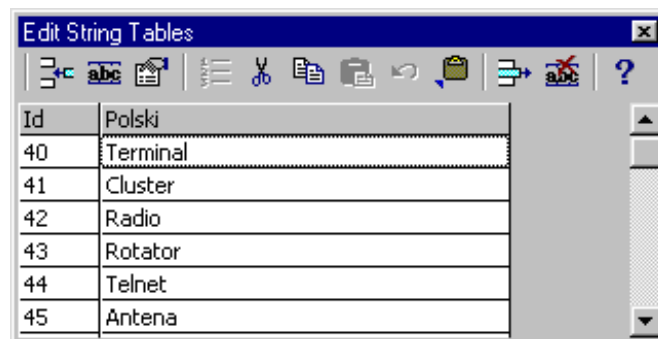 Edit String Tables
abc abc ?
Id Polski
40 Terminal
41 Cluster
42 Radio
43 Rotator
44 Telnet
45 Antena